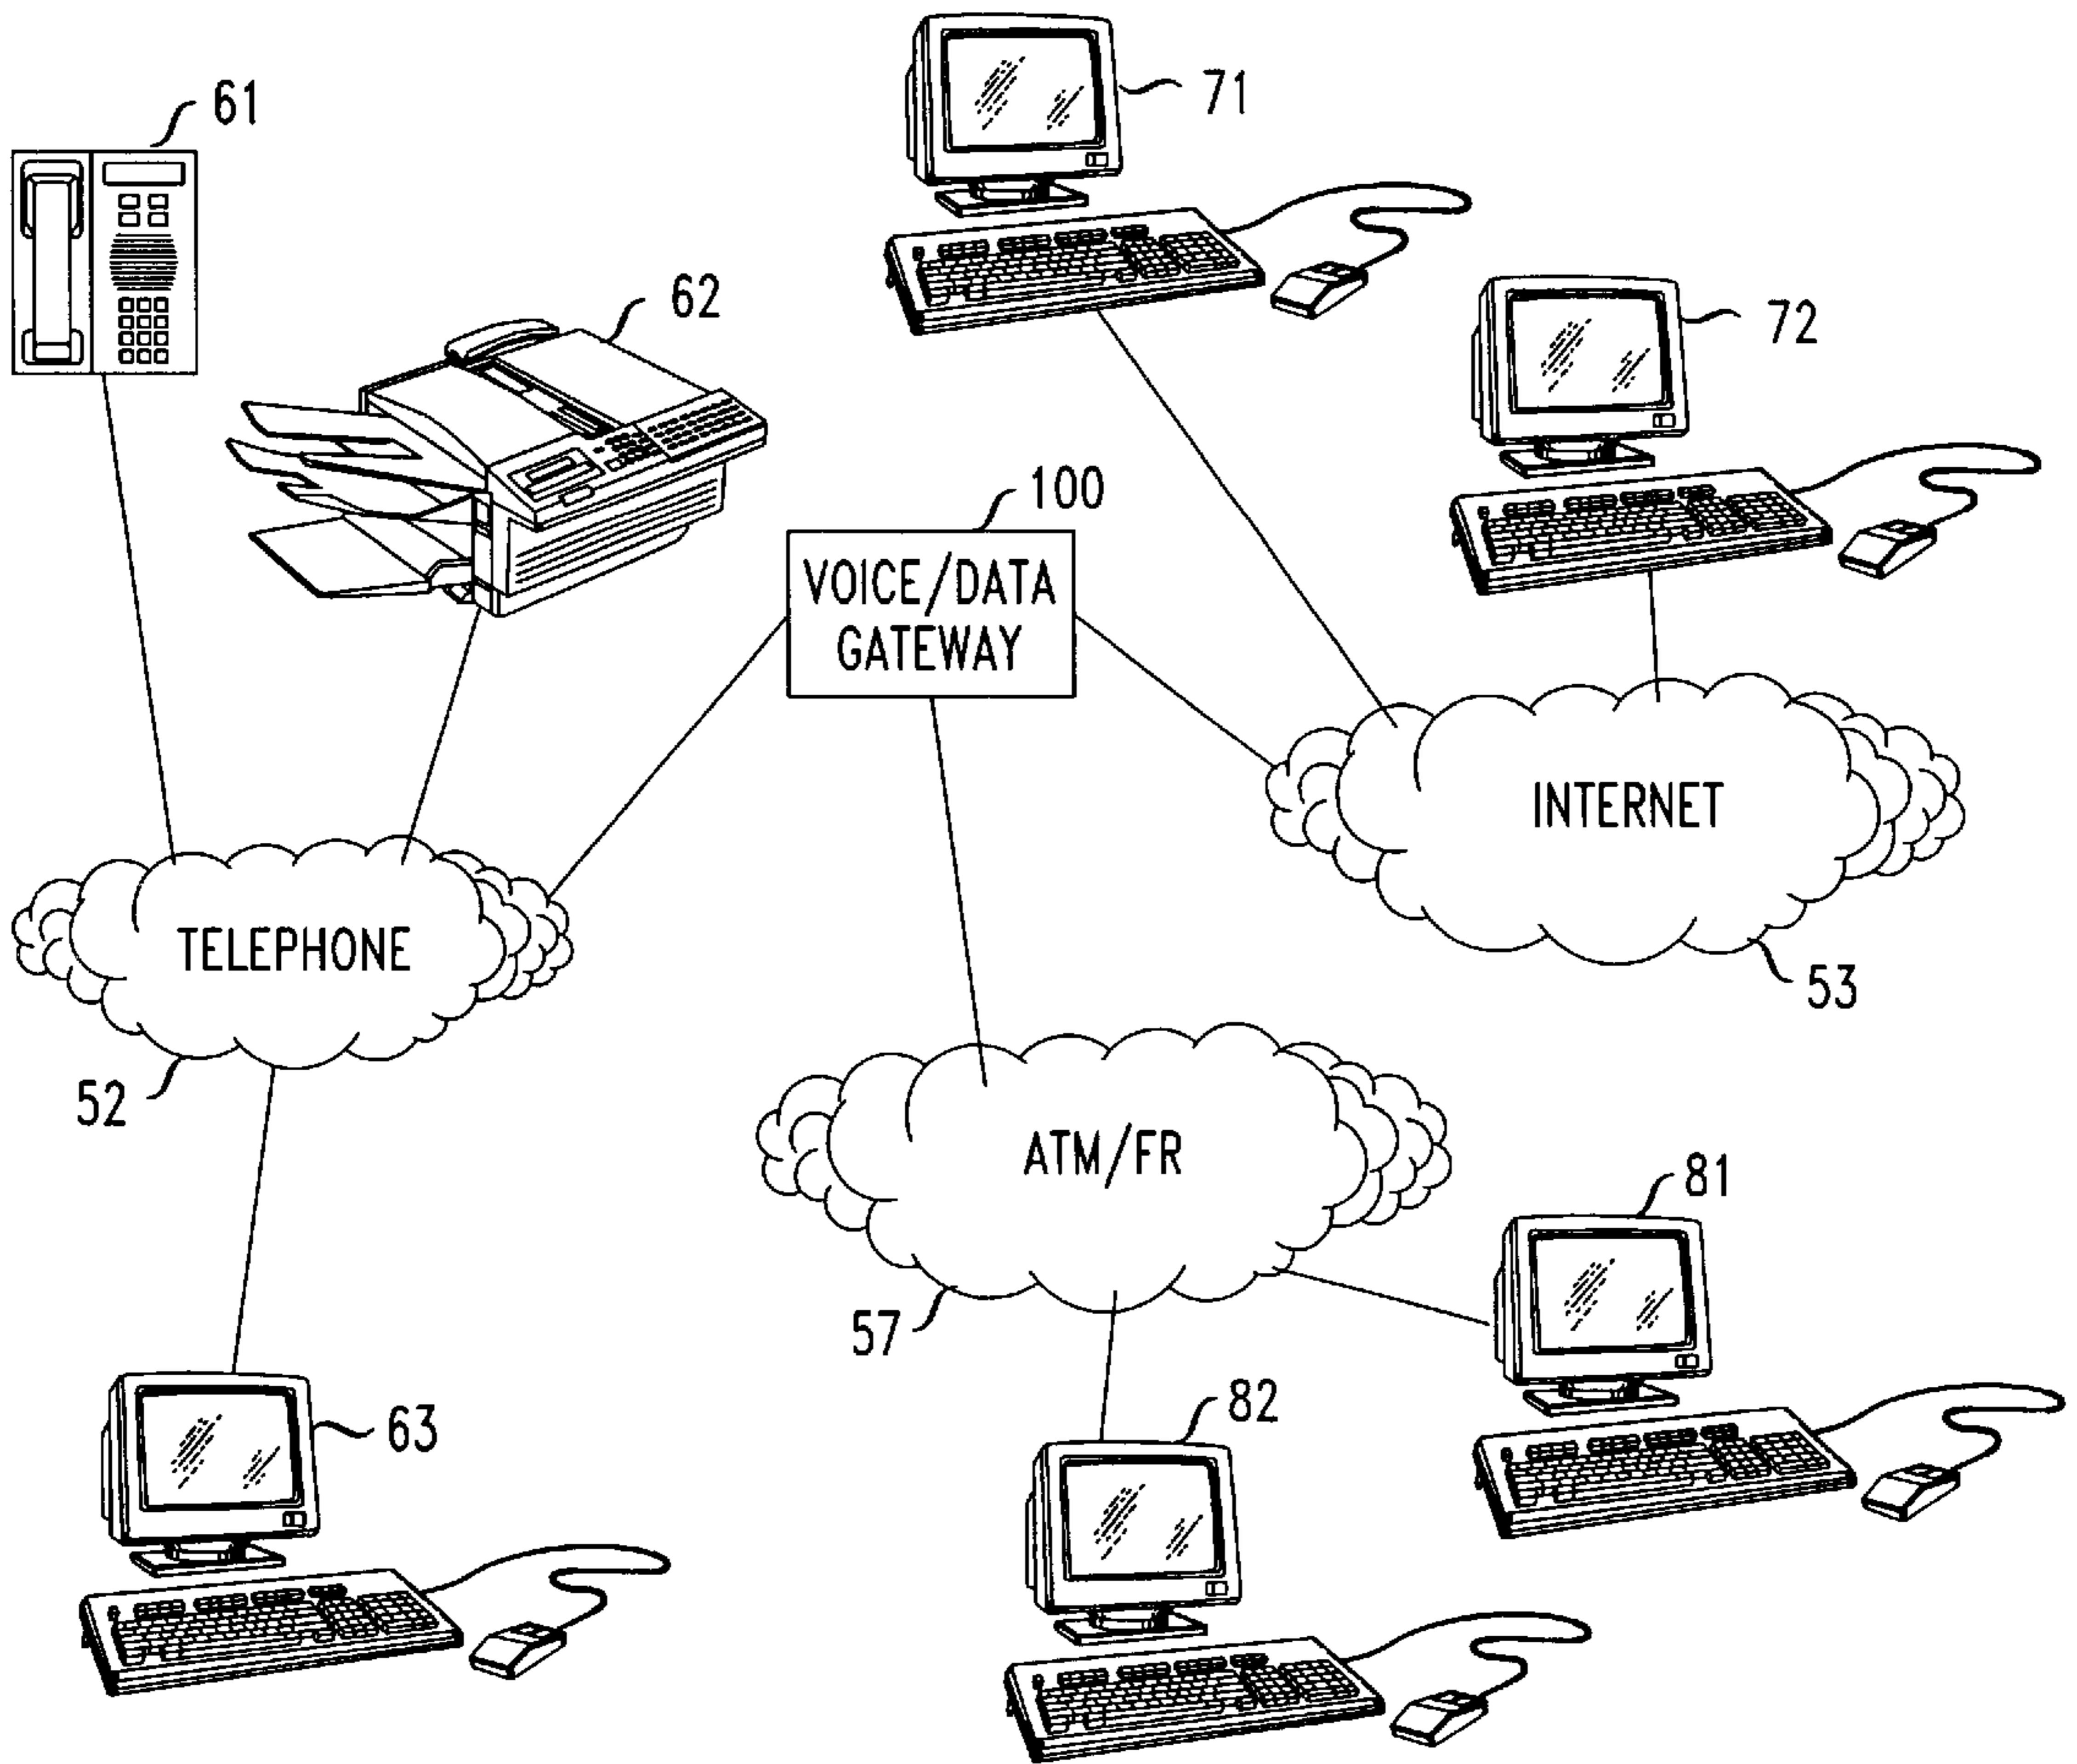 71
61
62
72
100
VOICE/DATA
GATEWAY
INTERNET
TELEPHONE
53
52
ATM/FR
81
57
82
63